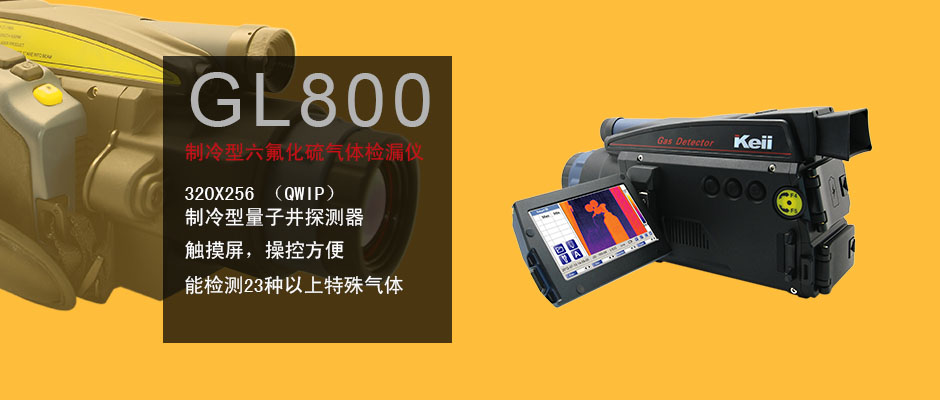 GL800
制冷型六氟化硫气体检漏仪
320X256 （QWIP）
制冷型量子井探测器
触摸屏，操控方便
能检测23种以上特殊气体
Gas Detector
Keii
F4
F5